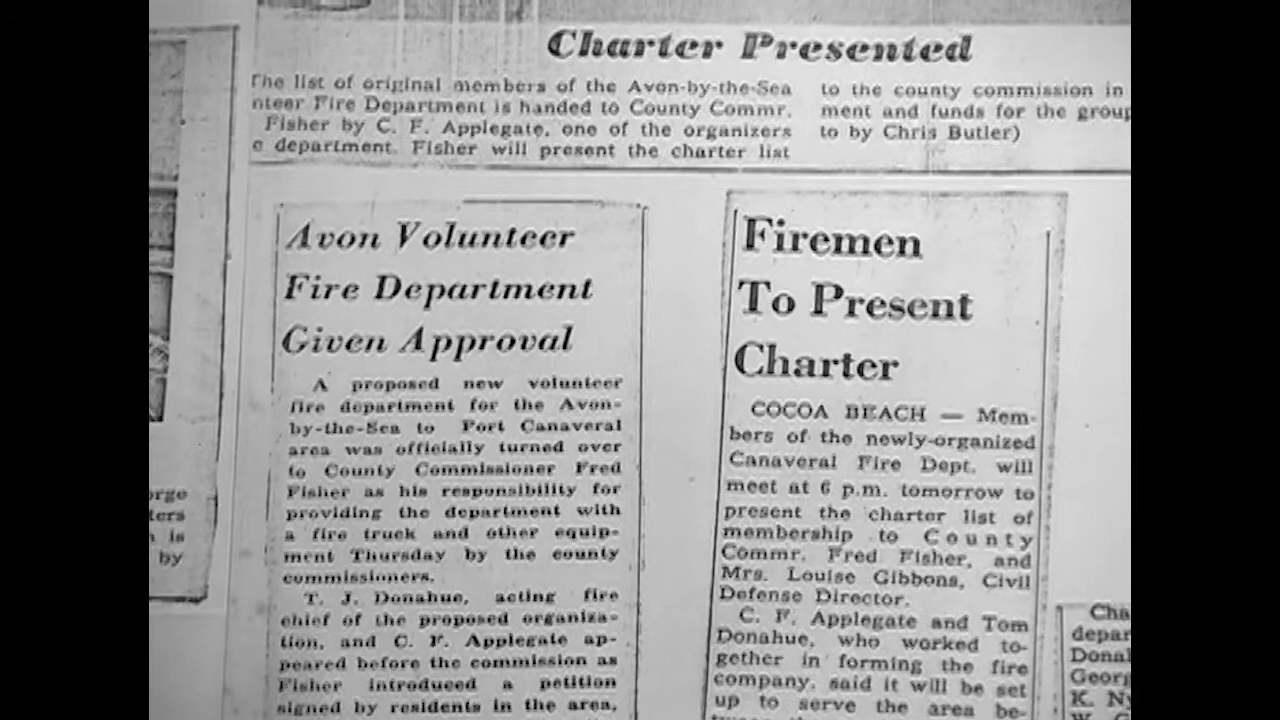 Charter Presented
The list of original members of the Avon-by-the-Sea
nteer Fire Department is handed to County Commr.
Fisher by C. F. Applegate, one of the organizers
e department. Fisher will present the charter list
to the county commission in
ment and funds for the group
to by Chris Butler)
orge
ters
is
by
Avon Volunteer
Fire Department
Given Approval
A proposed new volunteer
fire department for the Avon-
by-the-Sea to Port Canaveral
area was officially turned over
to County Commissioner Fred
Fisher as his responsibility for
providing the department with
a fire truck and other equip-
ment Thursday by the county
commissioners.
T. J. Donahue, acting fire
chief of the proposed organiza-
tion, and C. F. Applegate ap-
peared before the commission as
Fisher introduced a petition
signed by residents in the area,
Firemen
To Present
Charter
COCOA BEACH — Mem-
bers of the newly-organized
Canaveral Fire Dept. will
meet at 6 p.m. tomorrow to
present the charter list of
membership to County
Commr. Fred Fisher, and
Mrs. Louise Gibbons, Civil
Defense Director.
C. F. Applegate and Tom
Donahue, who worked to-
gether in forming the fire
company, said it will be set
up to serve the area be-
Cha
depar
Donal
Georg
K. Ny